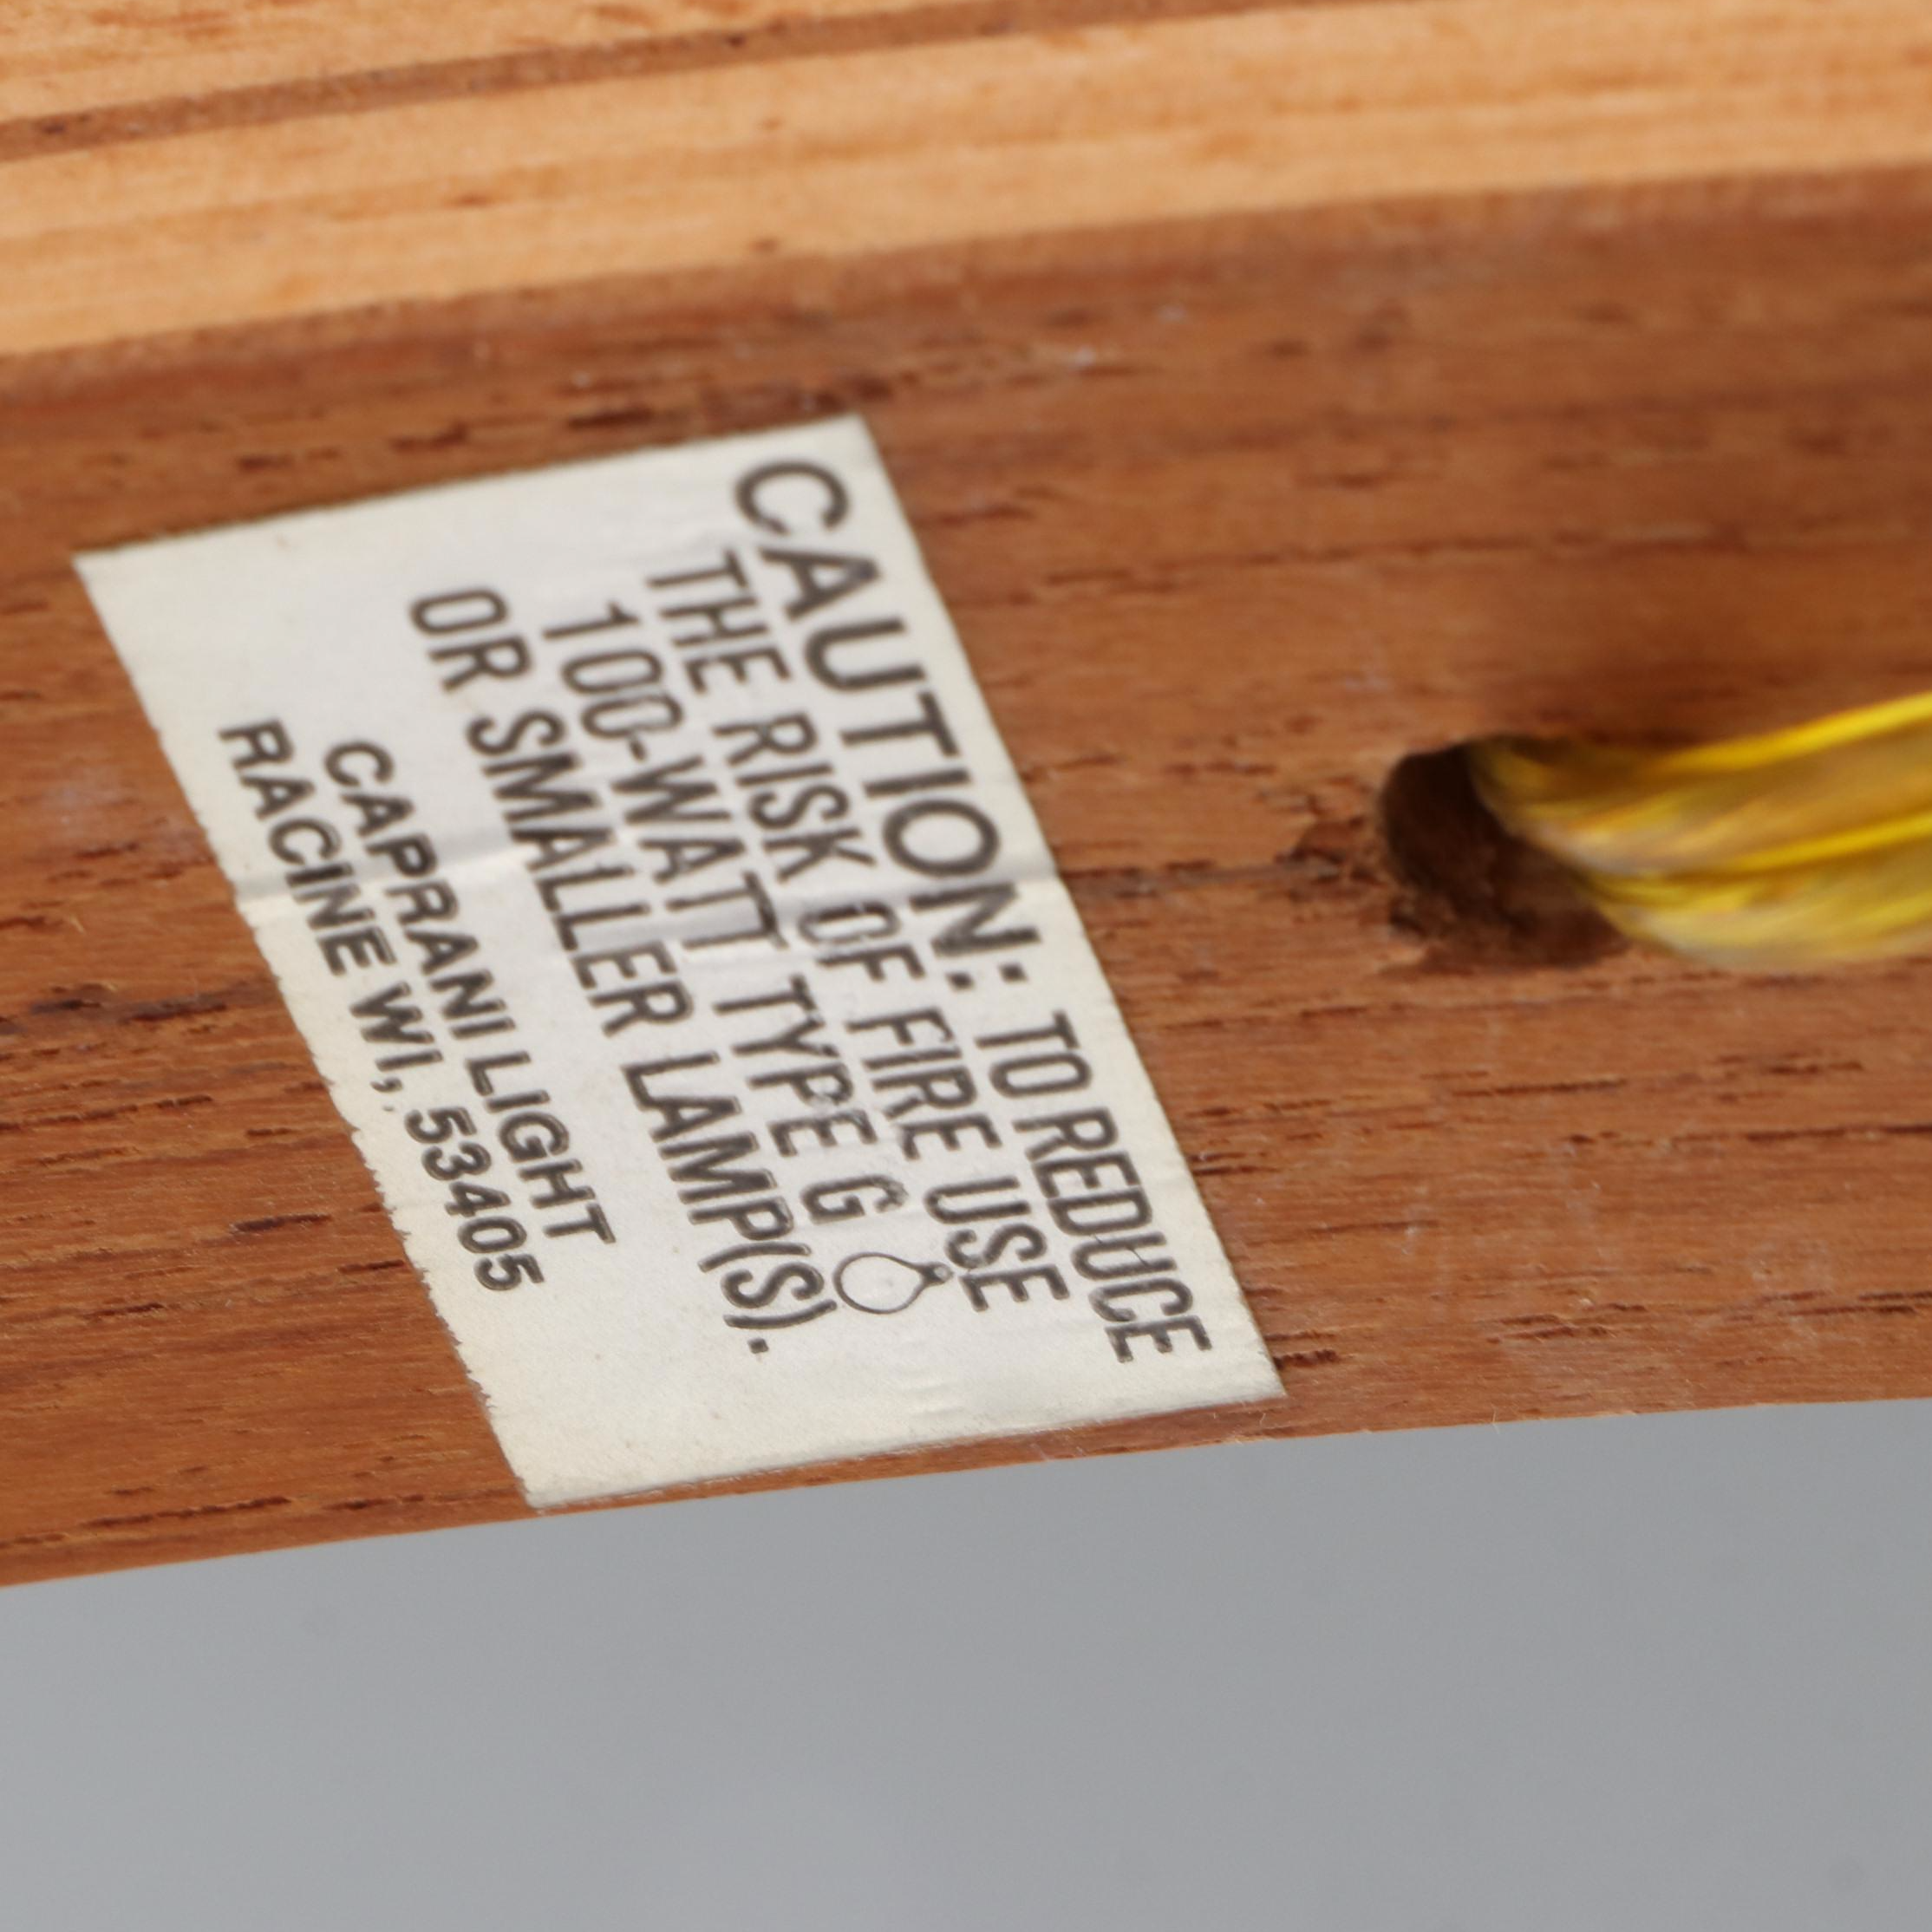 CAUTION: TO REDUCE
THE RISK OF FIRE USE
100-WATT TYPE G
OR SMALLER LAMP(S).
CAPRANI LIGHT
RACINE WI, 53405